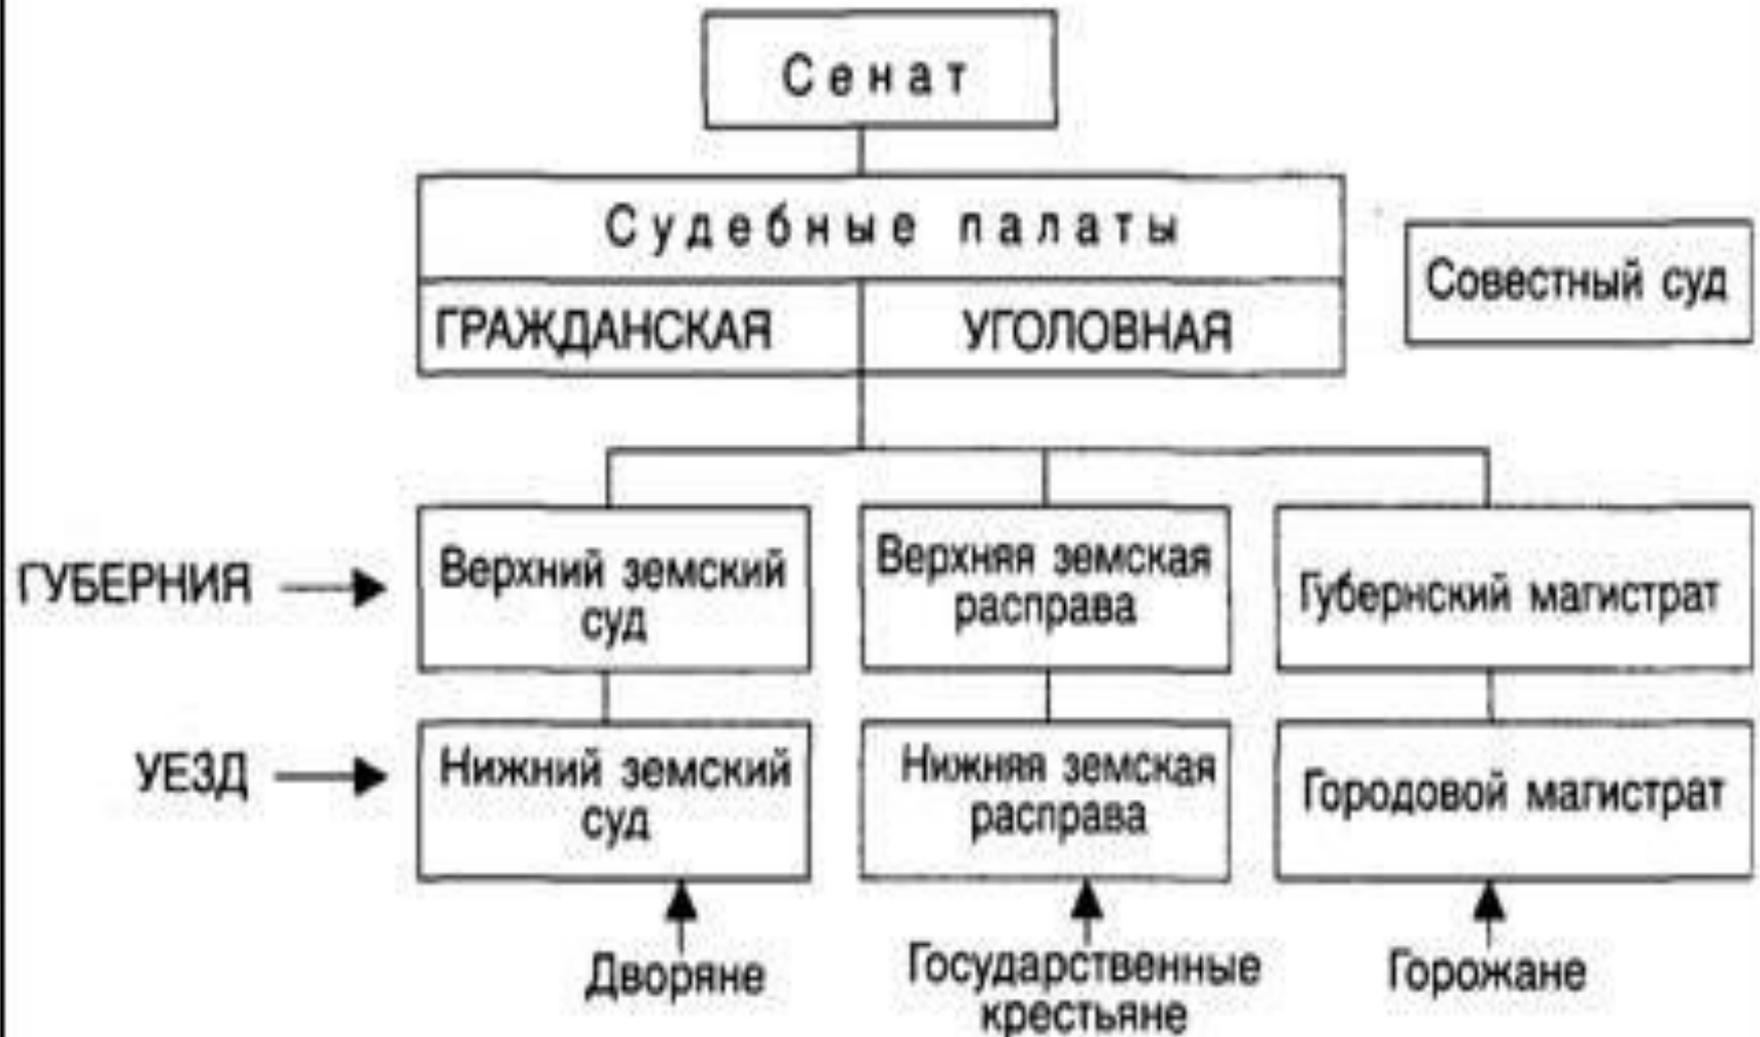 Сенат
Судебные палаты
ГРАЖДАНСКАЯ
УГОЛОВНАЯ
Совестный суд
ГУБЕРНИЯ
Верхний земский
суд
Верхняя земская
расправа
Губернский магистрат
УЕЗД
Нижний земский
суд
Нижняя земская
расправа
Городовой магистрат
Дворяне
Государственные
крестьяне
Горожане